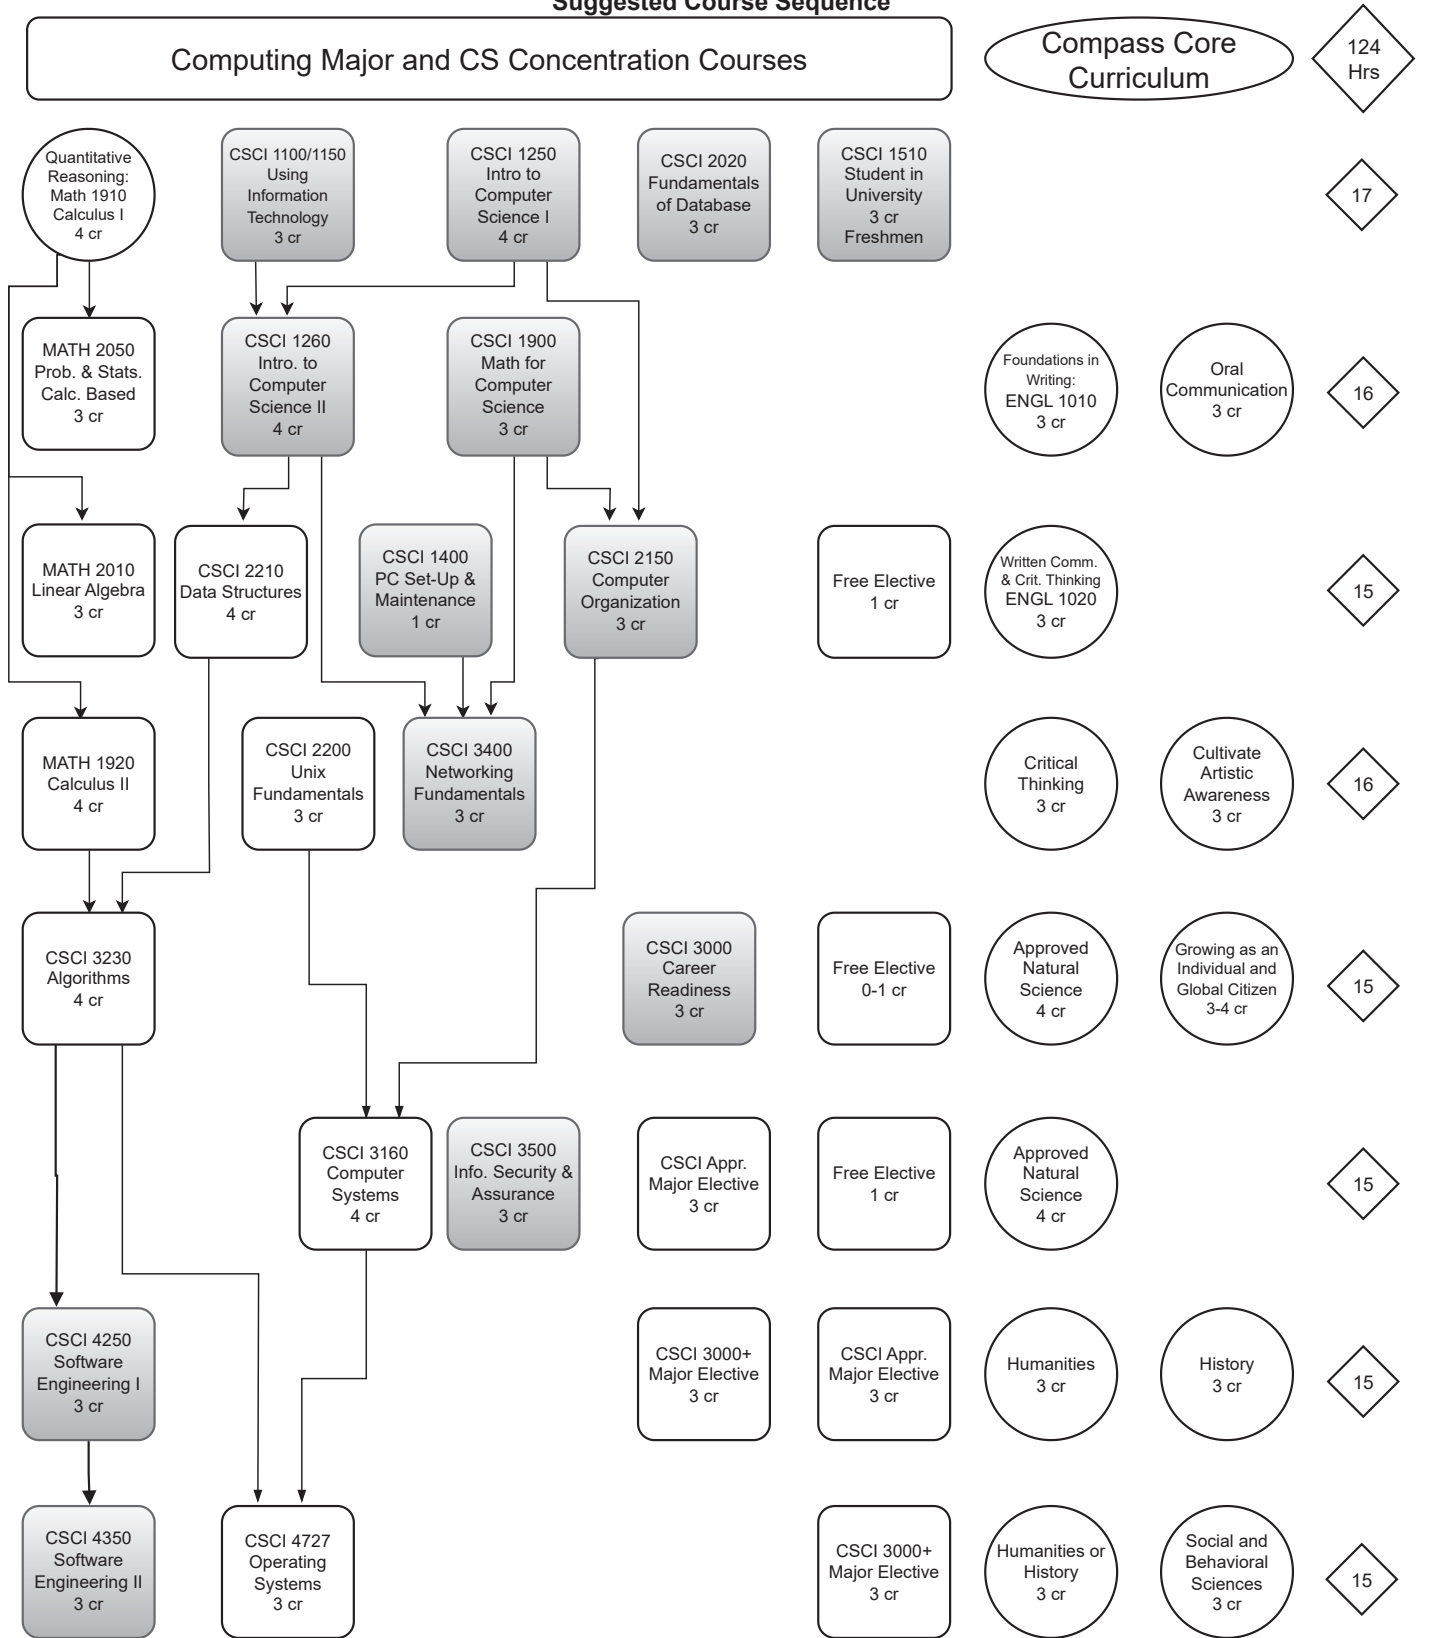 Suggested Course Sequence
Computing Major and CS Concentration Courses
Compass Core
Curriculum
124
Hrs
Quantitative
Reasoning:
Math 1910
Calculus I
4 cr
CSCI 1100/1150
Using
Information
Technology
3 cr
CSCI 1250
Intro to
Computer
Science I
4 cr
CSCI 2020
Fundamentals
of Database
3 cr
CSCI 1510
Student in
University
3 cr
Freshmen
17
MATH 2050
Prob. & Stats.
Calc. Based
3 cr
CSCI 1260
Intro. to
Computer
Science II
4 cr
CSCI 1900
Math for
Computer
Science
3 cr
Foundations in
Writing:
ENGL 1010
3 cr
Oral
Communication
3 cr
16
MATH 2010
Linear Algebra
3 cr
CSCI 2210
Data Structures
4 cr
CSCI 1400
PC Set-Up &
Maintenance
1 cr
CSCI 2150
Computer
Organization
3 cr
Free Elective
1 cr
Written Comm.
& Crit. Thinking
ENGL 1020
3 cr
15
MATH 1920
Calculus II
4 cr
CSCI 2200
Unix
Fundamentals
3 cr
CSCI 3400
Networking
Fundamentals
3 cr
Critical
Thinking
3 cr
Cultivate
Artistic
Awareness
3 cr
16
CSCI 3230
Algorithms
4 cr
CSCI 3000
Career
Readiness
3 cr
Free Elective
0-1 cr
Approved
Natural
Science
4 cr
Growing as an
Individual and
Global Citizen
3-4 cr
15
CSCI 3160
Computer
Systems
4 cr
CSCI 3500
Info. Security &
Assurance
3 cr
CSCI Appr.
Major Elective
3 cr
Free Elective
1 cr
Approved
Natural
Science
4 cr
15
CSCI 4250
Software
Engineering I
3 cr
CSCI 3000+
Major Elective
3 cr
CSCI Appr.
Major Elective
3 cr
Humanities
3 cr
History
3 cr
15
CSCI 4350
Software
Engineering II
3 cr
CSCI 4727
Operating
Systems
3 cr
CSCI 3000+
Major Elective
3 cr
Humanities or
History
3 cr
Social and
Behavioral
Sciences
3 cr
15